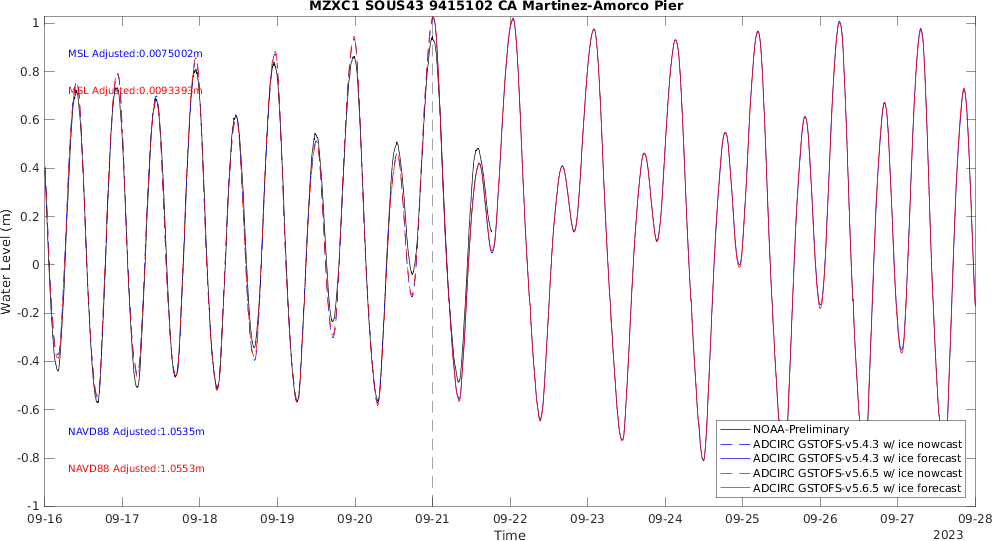 MZXC1 SOUS43 9415102 CA Martinez-Amorco Pier
1
0.8
0.6
0.4
0.2
0
-0.2
-0.4
-0.6
-0.8
-1
Water Level (m)
MSL Adjusted:0.0075002m
MSL Adjusted:0.0093393m
NAVD88 Adjusted:1.0535m
NAVD88 Adjusted:1.0553m
NOAA-Preliminary
ADCIRC GSTOFS-v5.4.3 w/ ice nowcast
ADCIRC GSTOFS-v5.4.3 w/ ice forecast
ADCIRC GSTOFS-v5.6.5 w/ ice nowcast
ADCIRC GSTOFS-v5.6.5 w/ ice forecast
09-16 09-17 09-18 09-19 09-20 09-21 09-22 09-23 09-24 09-25 09-26 09-27 09-28
Time
2023